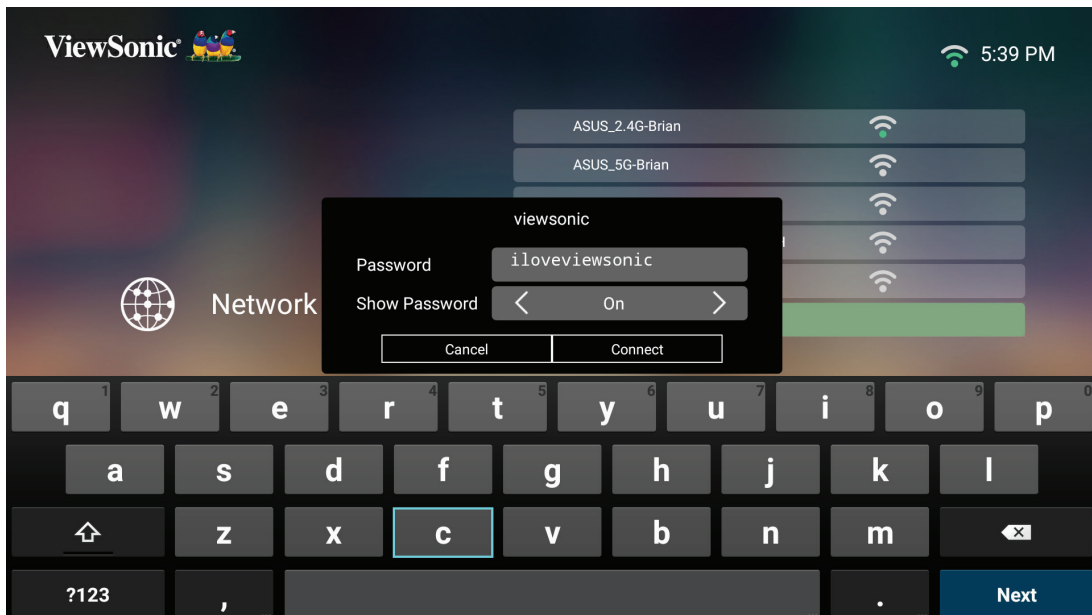 ViewSonic®
5:39 PM
ASUS_2.4G-Brian
ASUS_5G-Brian
viewsonic
Password iloveviewsonic
Show Password < On >
Cancel Connect
Network
q 1 w 2 e 3 r 4 t 5 y 6 u 7 i 8 o 9 p 0
a s d f g h j k l
z x c v b n m
?123 , . Next